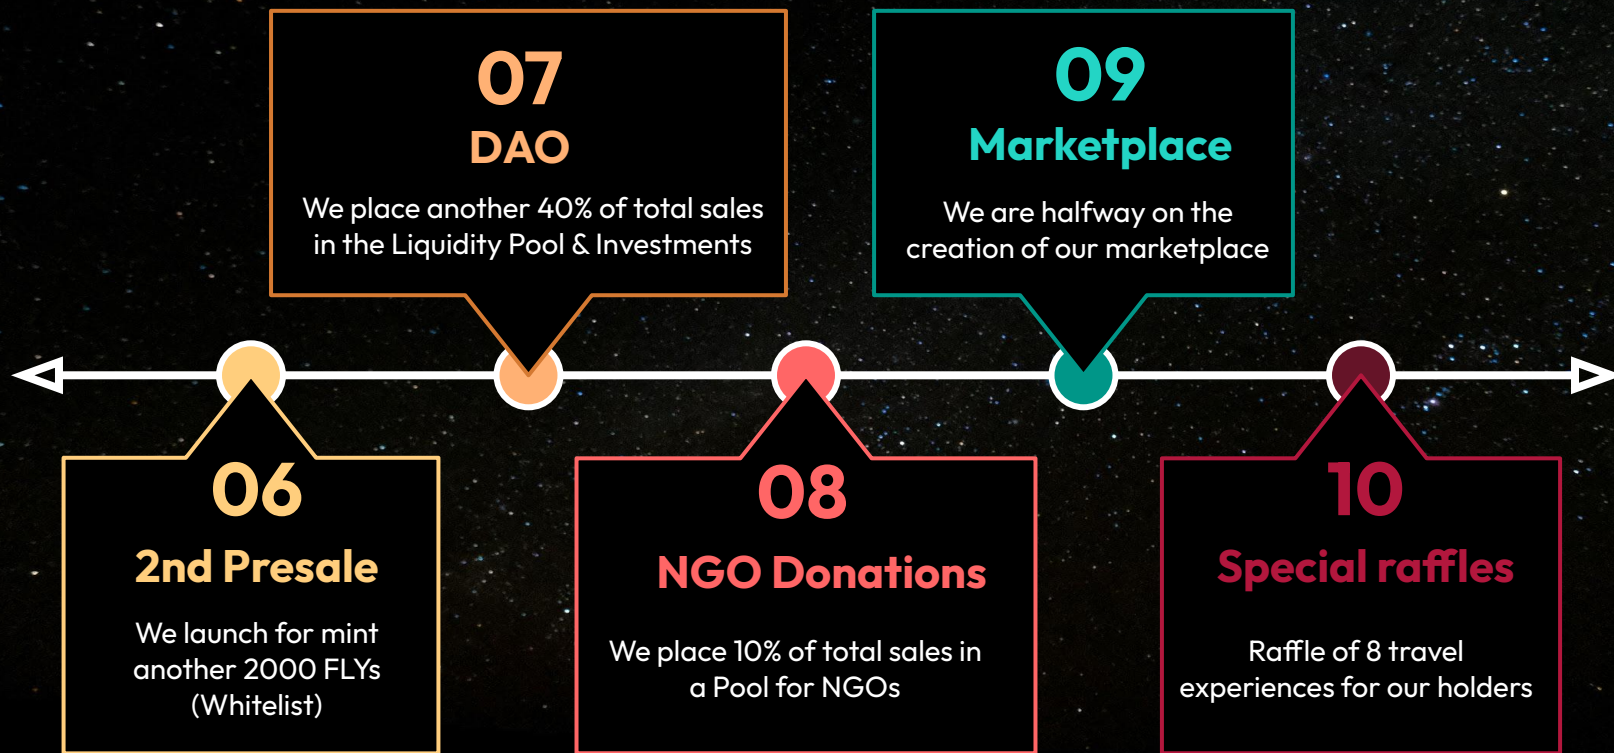 07
DAO
We place another 40% of total sales
in the Liquidity Pool & Investments
09
Marketplace
We are halfway on the
creation of our marketplace
06
2nd Presale
We launch for mint
another 2000 FLYs
(Whitelist)
08
NGO Donations
We place 10% of total sales in
a Pool for NGOs
10
Special raffles
Raffle of 8 travel
experiences for our holders